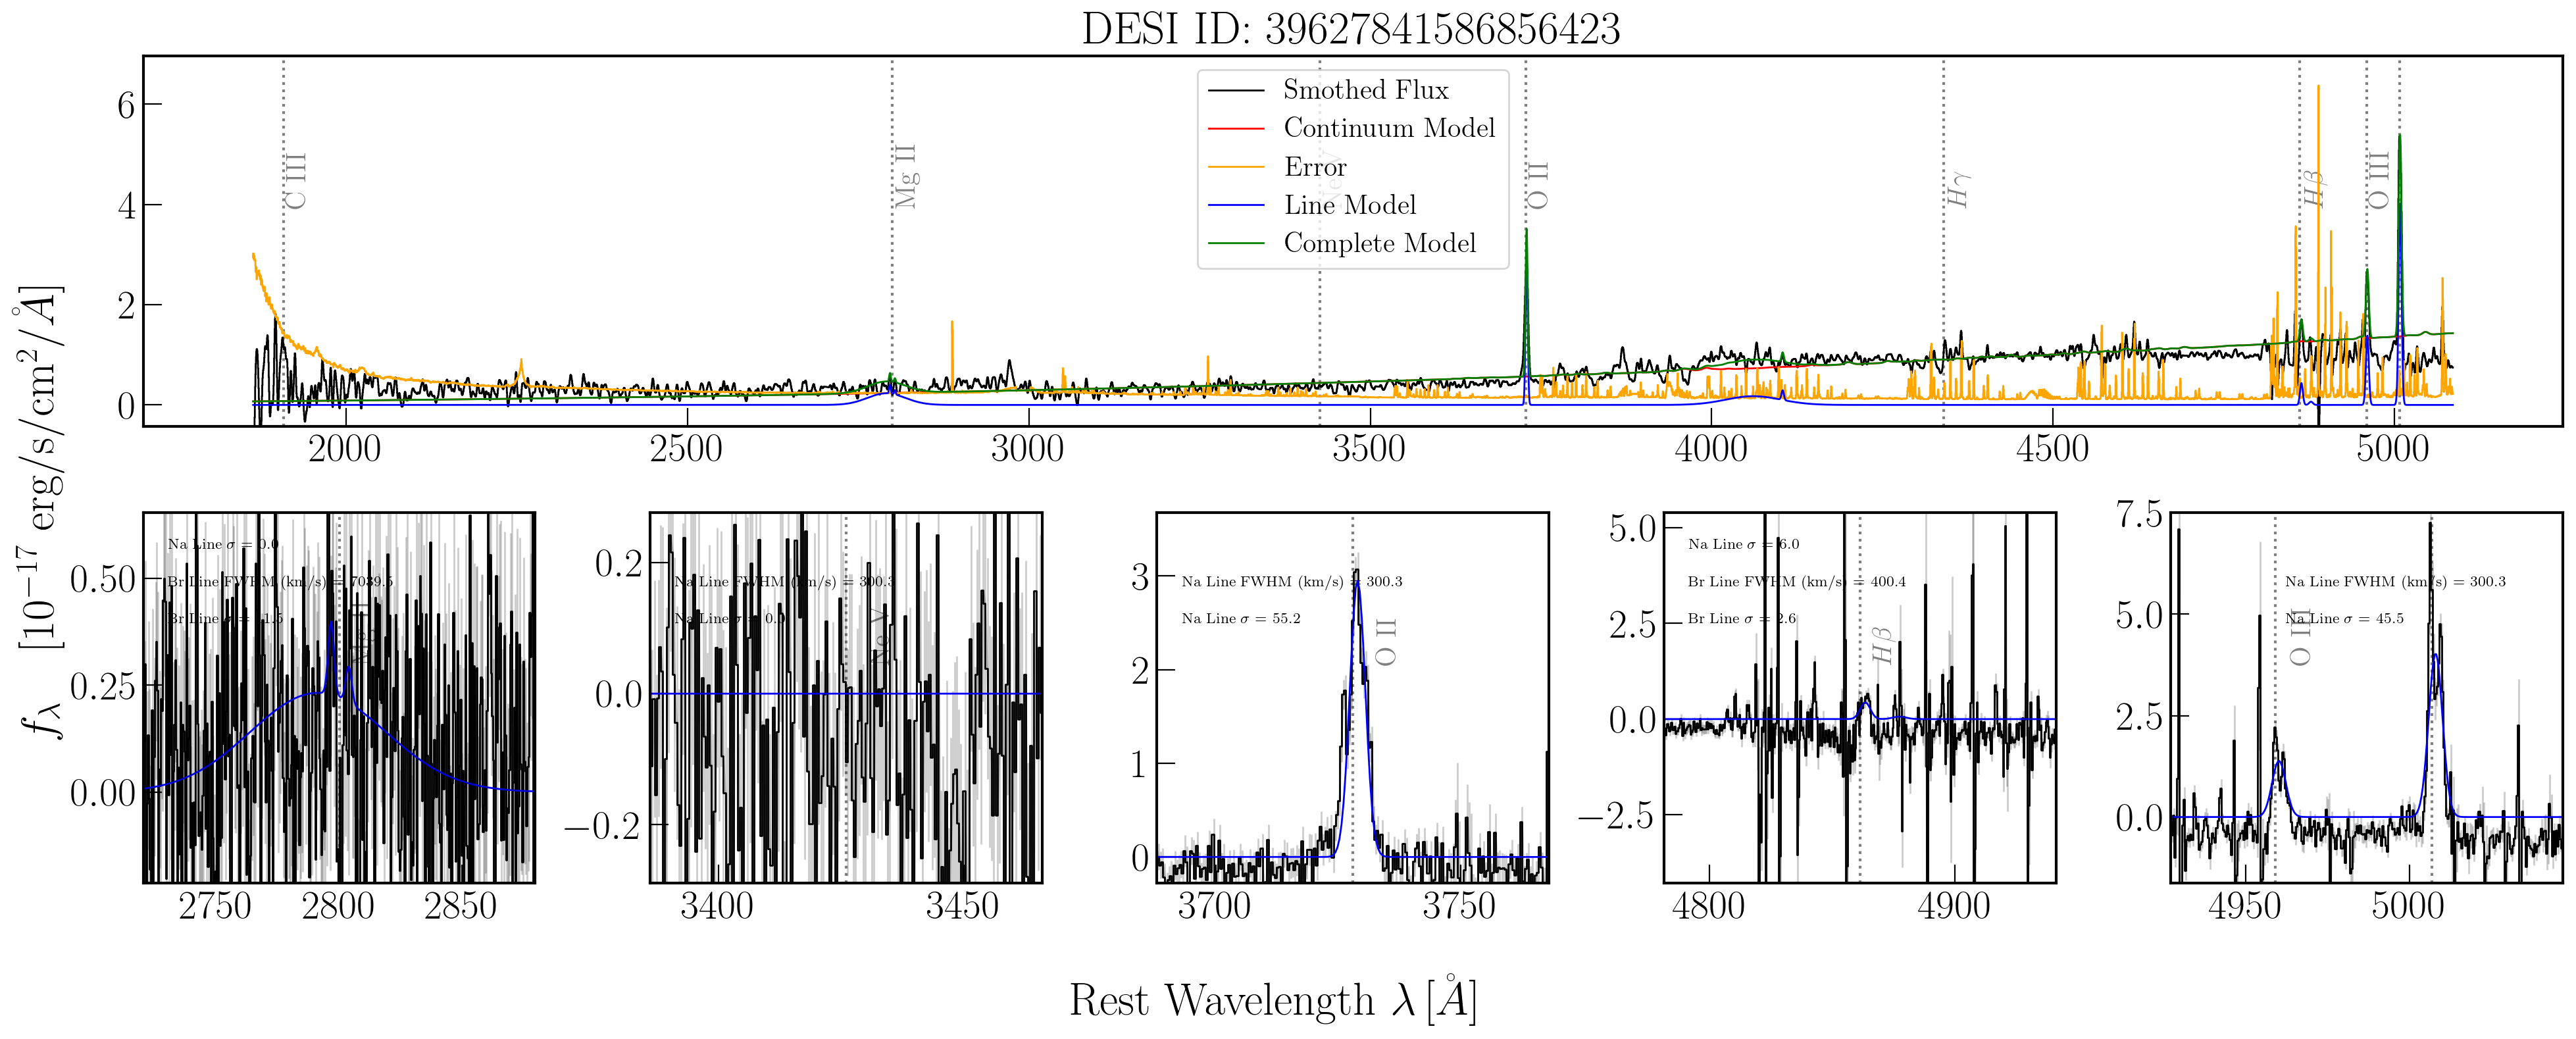 DESI ID: 39627841586856423
6
4
2
0
C III
Mg II
Ne V
O II
Hγ
Hβ
O III
Smothed Flux
Continuum Model
Error
Line Model
Complete Model
2000
2500
3000
3500
4000
4500
5000
f_λ [10^{-17} erg/s/cm^2/Å]
0.50
0.25
0.00
Na Line σ = 0.0
Br Line FWHM (km/s) = 7039.5
Mg II
2750
2800
2850
0.2
0.0
−0.2
Na Line FWHM (km/s) = 300.3
Na Line σ = 0.0
Ne V
3400
3450
3
2
1
0
Na Line FWHM (km/s) = 300.3
Na Line σ = 55.2
O II
3700
3750
5.0
2.5
0.0
−2.5
Na Line σ = 6.0
Br Line FWHM (km/s) = 400.4
Br Line σ = 2.6
Hβ
4800
4900
7.5
5.0
2.5
0.0
Na Line FWHM (km/s) = 300.3
Na Line σ = 45.5
O III
4950
5000
Rest Wavelength λ [Å]